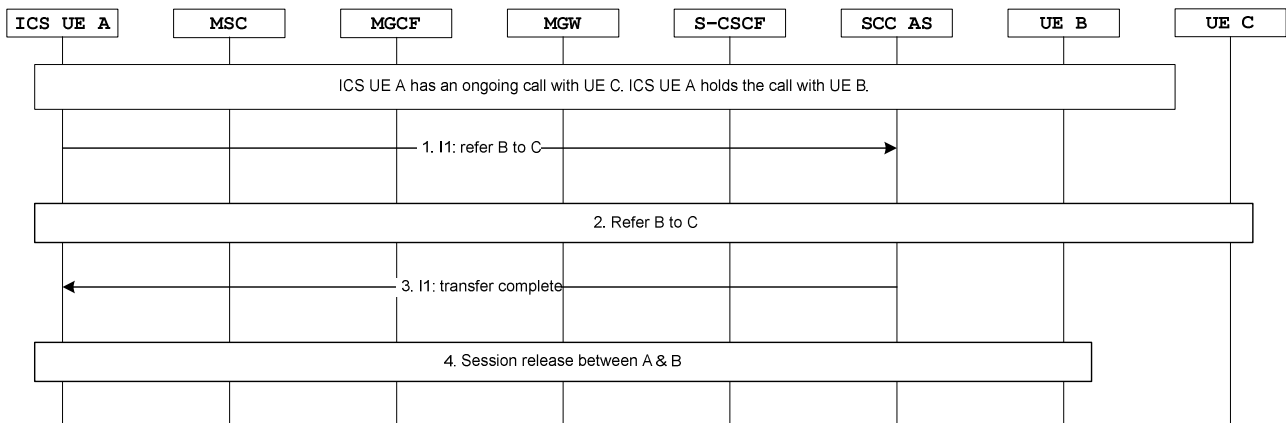 ICS UE A MSC MGCF MGW S-CSCF SCC AS UE B UE C
ICS UE A has an ongoing call with UE C. ICS UE A holds the call with UE B.
1. I1: refer B to C
2. Refer B to C
3. I1: transfer complete
4. Session release between A & B